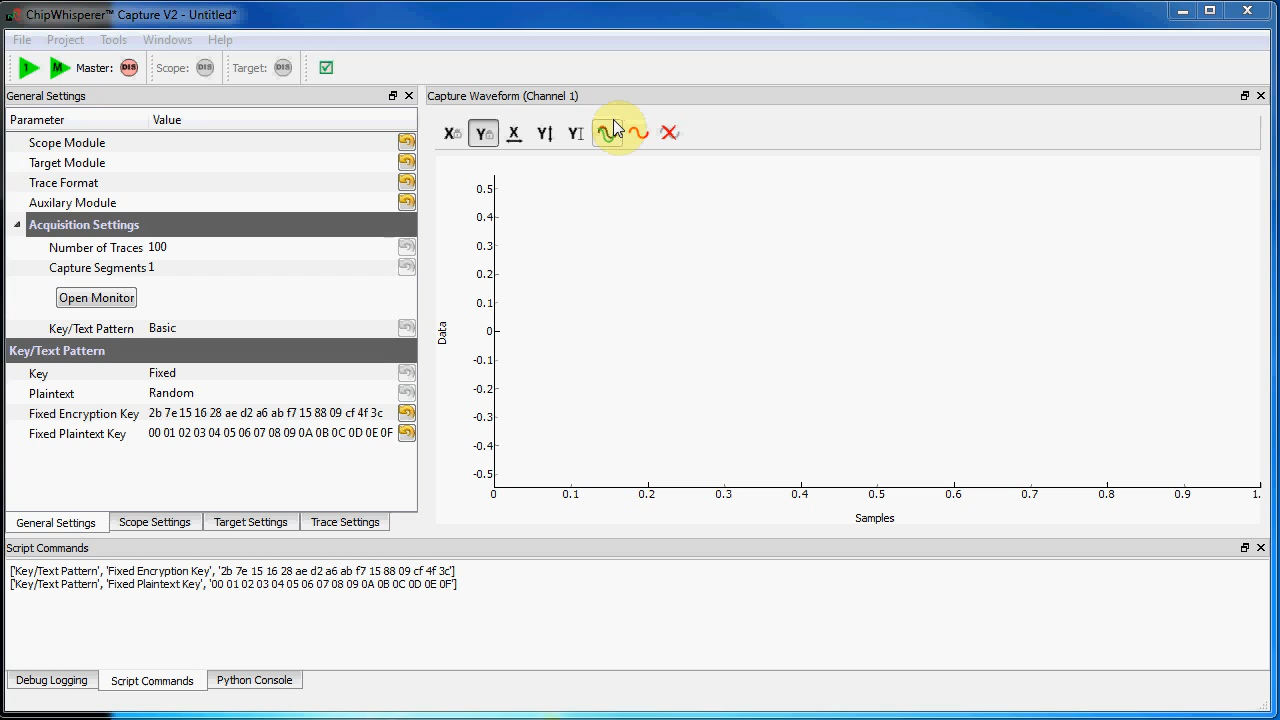 ChipWhisperer™ Capture V2 - Untitled*
File Project Tools Windows Help
1 M Master: DIS Scope: DIS Target: DIS
General Settings
Parameter Value
Scope Module
Target Module
Trace Format
Auxilary Module
Acquisition Settings
Number of Traces 100
Capture Segments 1
Open Monitor
Key/Text Pattern Basic
Key/Text Pattern
Key Fixed
Plaintext Random
Fixed Encryption Key 2b 7e 15 16 28 ae d2 a6 ab f7 15 88 09 cf 4f 3c
Fixed Plaintext Key 00 01 02 03 04 05 06 07 08 09 0A 0B 0C 0D 0E 0F
General Settings Scope Settings Target Settings Trace Settings
Capture Waveform (Channel 1)
X Y X Y Y
0.5
0.4
0.3
0.2
0.1
0
-0.1
-0.2
-0.3
-0.4
-0.5
Data
0 0.1 0.2 0.3 0.4 0.5 0.6 0.7 0.8 0.9 1.
Samples
Script Commands
['Key/Text Pattern', 'Fixed Encryption Key', '2b 7e 15 16 28 ae d2 a6 ab f7 15 88 09 cf 4f 3c']
['Key/Text Pattern', 'Fixed Plaintext Key', '00 01 02 03 04 05 06 07 08 09 0A 0B 0C 0D 0E 0F']
Debug Logging Script Commands Python Console